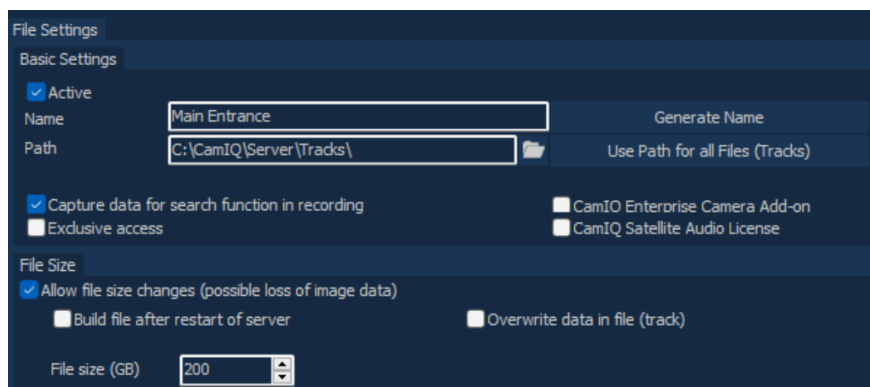 File Settings
Basic Settings
Active
Name Main Entrance Generate Name
Path C:\CamIQ\Server\Tracks\ Use Path for all Files (Tracks)
Capture data for search function in recording CamIQ Enterprise Camera Add-on
Exclusive access CamIQ Satellite Audio License
File Size
Allow file size changes (possible loss of image data)
Build file after restart of server Overwrite data in file (track)
File size (GB) 200